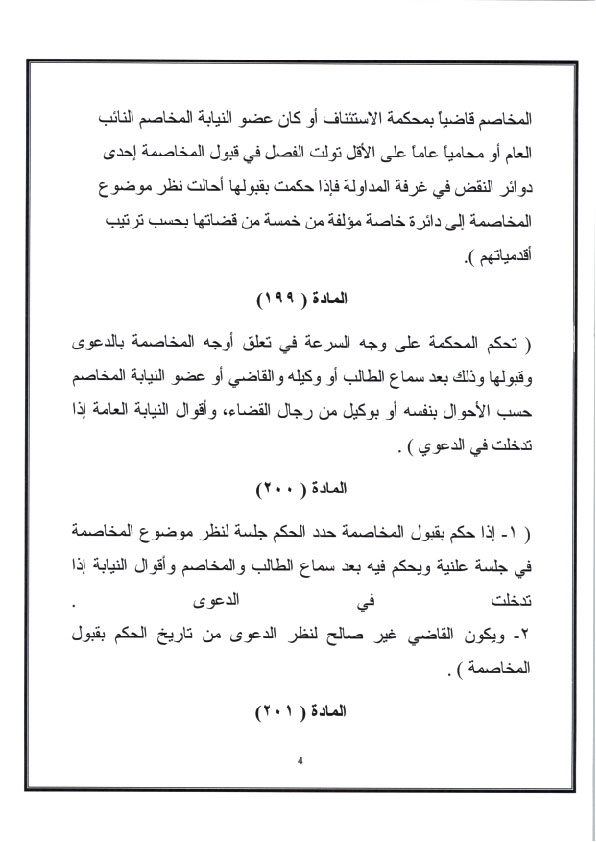 المخاصم قاضياً بمحكمة الاستئناف أو كان عضو النيابة المخاصم النائب
العام أو محامياً عاماً على الأقل تولت الفصل في قبول المخاصمة إحدى
دوائر النقض في غرفة المداولة فإذا حكمت بقبولها أحالت نظر موضوع
المخاصمة إلى دائرة خاصة مؤلفة من خمسة من قضاتها بحسب ترتيب
أقدمياتهم ).
المادة ( ١٩٩)
( تحكم المحكمة على وجه السرعة في تعلق أوجه المخاصمة بالدعوى
وقبولها وذلك بعد سماع الطالب أو وكيله والقاضي أو عضو النيابة المخاصم
حسب الأحوال بنفسه أو بوكيل من رجال القضاء، وأقوال النيابة العامة إذا
تدخلت في الدعوي ) .
المادة ( ٢٠٠)
( ١- إذا حكم بقبول المخاصمة حدد الحكم جلسة لنظر موضوع المخاصمة
في جلسة علنية ويحكم فيه بعد سماع الطالب والمخاصم وأقوال النيابة إذا
تدخلت في الدعوى .
٢- ويكون القاضي غير صالح لنظر الدعوى من تاريخ الحكم بقبول
المخاصمة ) .
المادة ( ٢٠١)
4